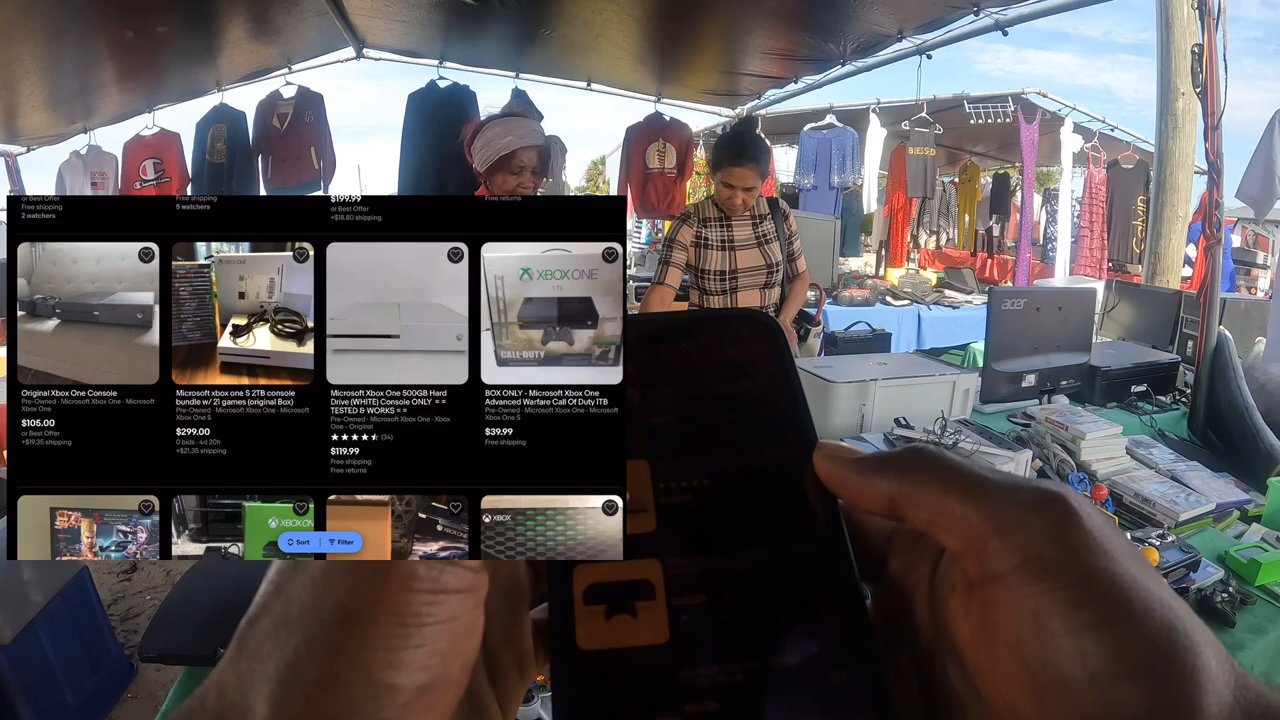 NASA
Champion
BLESSED
Calvin
acer
or Best Offer
Free shipping
2 watchers
Free shipping
5 watchers
$199.99
or Best Offer
+$18.80 shipping
Free returns
XBOX ONE
1TB
CALL DUTY
Original Xbox One Console
Pre-Owned · Microsoft Xbox One · Microsoft
Xbox One
$105.00
or Best Offer
+$19.35 shipping
Microsoft xbox one S 2TB console
bundle w/ 21 games (original Box)
Pre-Owned · Microsoft Xbox One · Microsoft
Xbox One S
$299.00
0 bids · 4d 20h
+$21.35 shipping
Microsoft Xbox One 500GB Hard
Drive (WHITE) Console ONLY = =
TESTED & WORKS = =
Pre-Owned · Microsoft Xbox One · Xbox
One - Original
(34)
$119.99
Free shipping
Free returns
BOX ONLY - Microsoft Xbox One
Advanced Warfare Call Of Duty 1TB
Pre-Owned · Microsoft Xbox One · Microsoft
Xbox One S
$39.99
Free shipping
VS
XBOX ON
XBOX
Sort
Filter